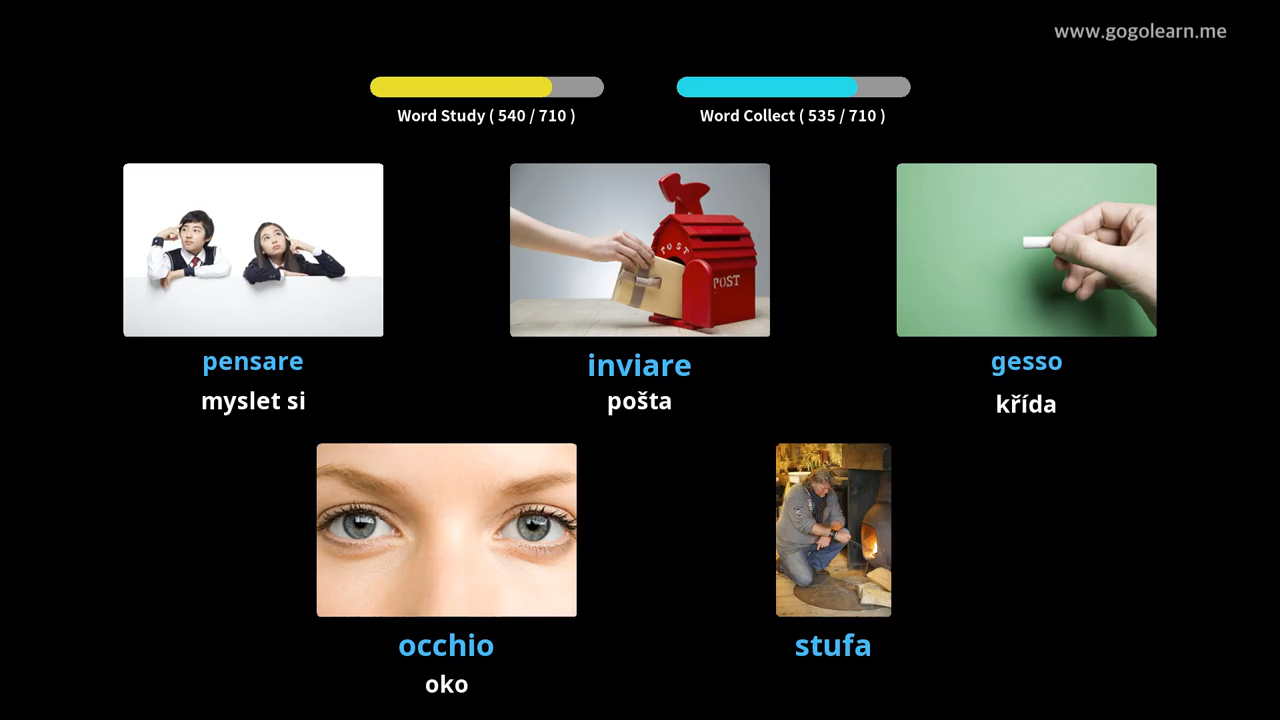 www.gogolearn.me
Word Study ( 540 / 710 )
Word Collect ( 535 / 710 )
POST
POST
pensare
inviare
gesso
myslet si
pošta
křída
occhio
stufa
oko